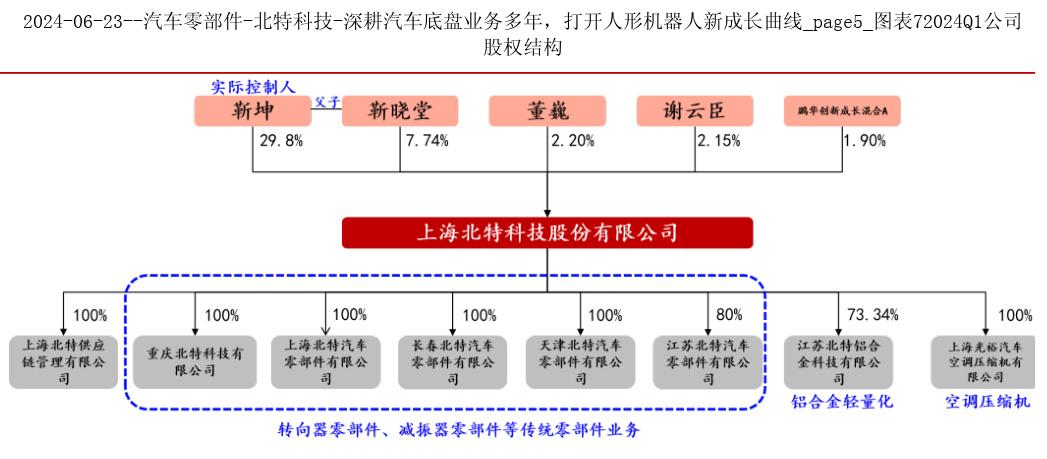 2024-06-23--汽车零部件-北特科技-深耕汽车底盘业务多年，打开人形机器人新成长曲线_page5_图表72024Q1公司
股权结构
实际控制人
靳坤
父子
靳晓堂
董巍
谢云臣
鹏华创新成长混合A
29.8%
7.74%
2.20%
2.15%
1.90%
上海北特科技股份有限公司
100%
100%
100%
100%
100%
80%
73.34%
100%
上海北特供应
链管理有限公
司
重庆北特科技有
限公司
上海北特汽车
零部件有限公
司
长春北特汽车
零部件有限公
司
天津北特汽车
零部件有限公
司
江苏北特汽车
零部件有限公
司
江苏北特铝合
金科技有限公
司
上海光裕汽车
空调压缩机有
限公司
铝合金轻量化
空调压缩机
转向器零部件、减振器零部件等传统零部件业务